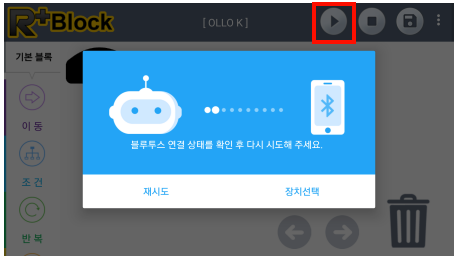 R+Block
[ OLLO K ]
기본 블록
이동
조건
반복
블루투스 연결 상태를 확인 후 다시 시도해 주세요.
재시도
장치선택